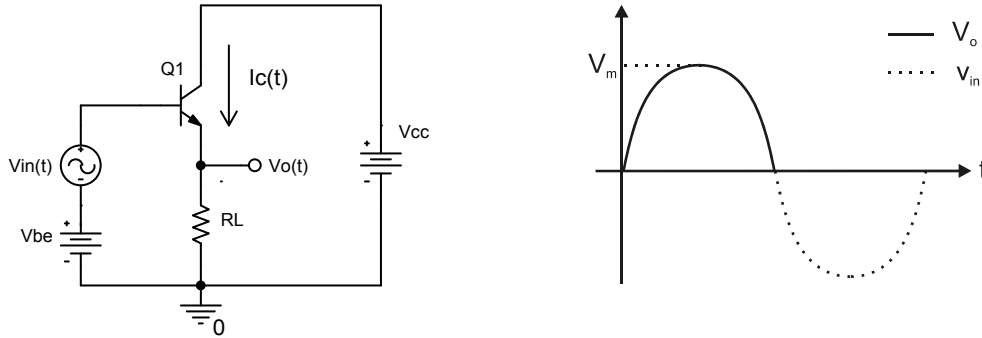 Q1
Ic(t)
Vcc
+
-
Vin(t)
+
-
Vo(t)
Vbe
+
-
RL
0
Vo
vin
Vm
t